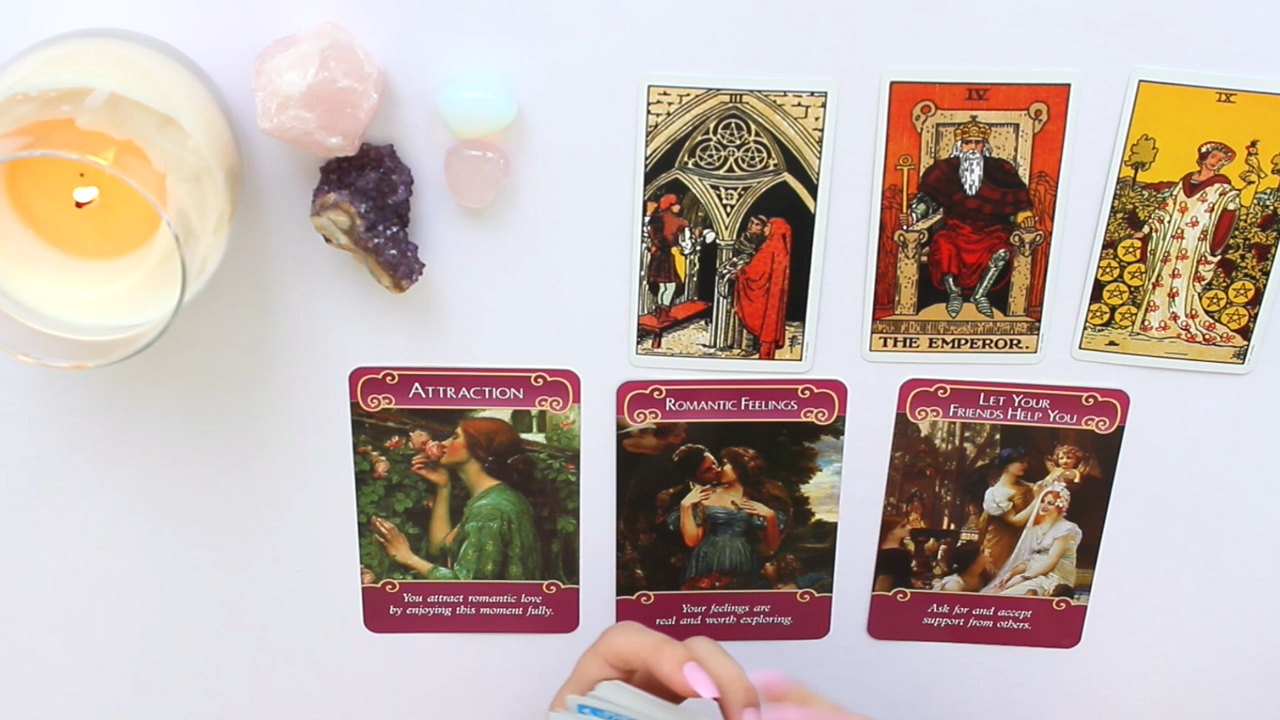 III
IV
IX
THE EMPEROR.
ATTRACTION
You attract romantic love
by enjoying this moment fully.
ROMANTIC FEELINGS
Your feelings are
real and worth exploring.
LET YOUR
FRIENDS HELP YOU
Ask for and accept
support from others.